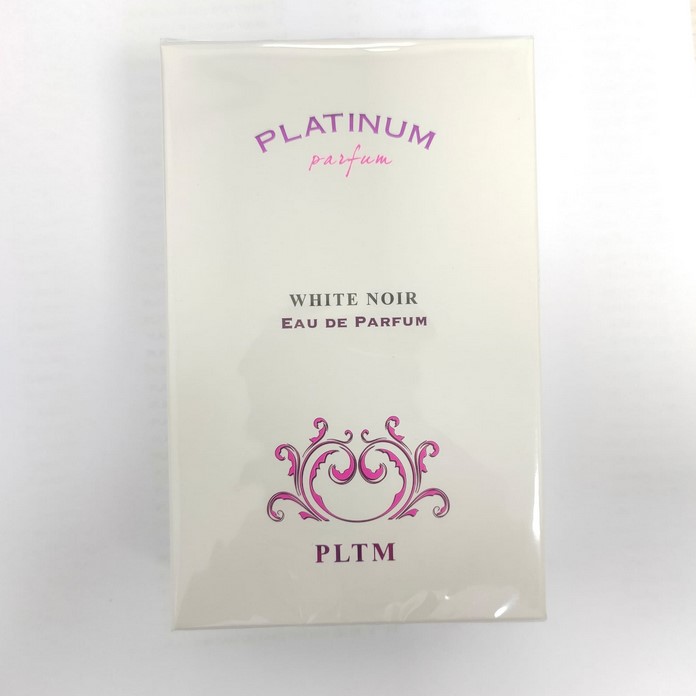 PLATINUM
parfum
WHITE NOIR
EAU DE PARFUM
PLTM